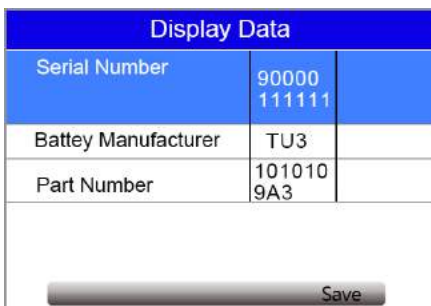 Display Data
Serial Number
90000
111111
Battey Manufacturer TU3
Part Number
101010
9A3
Save